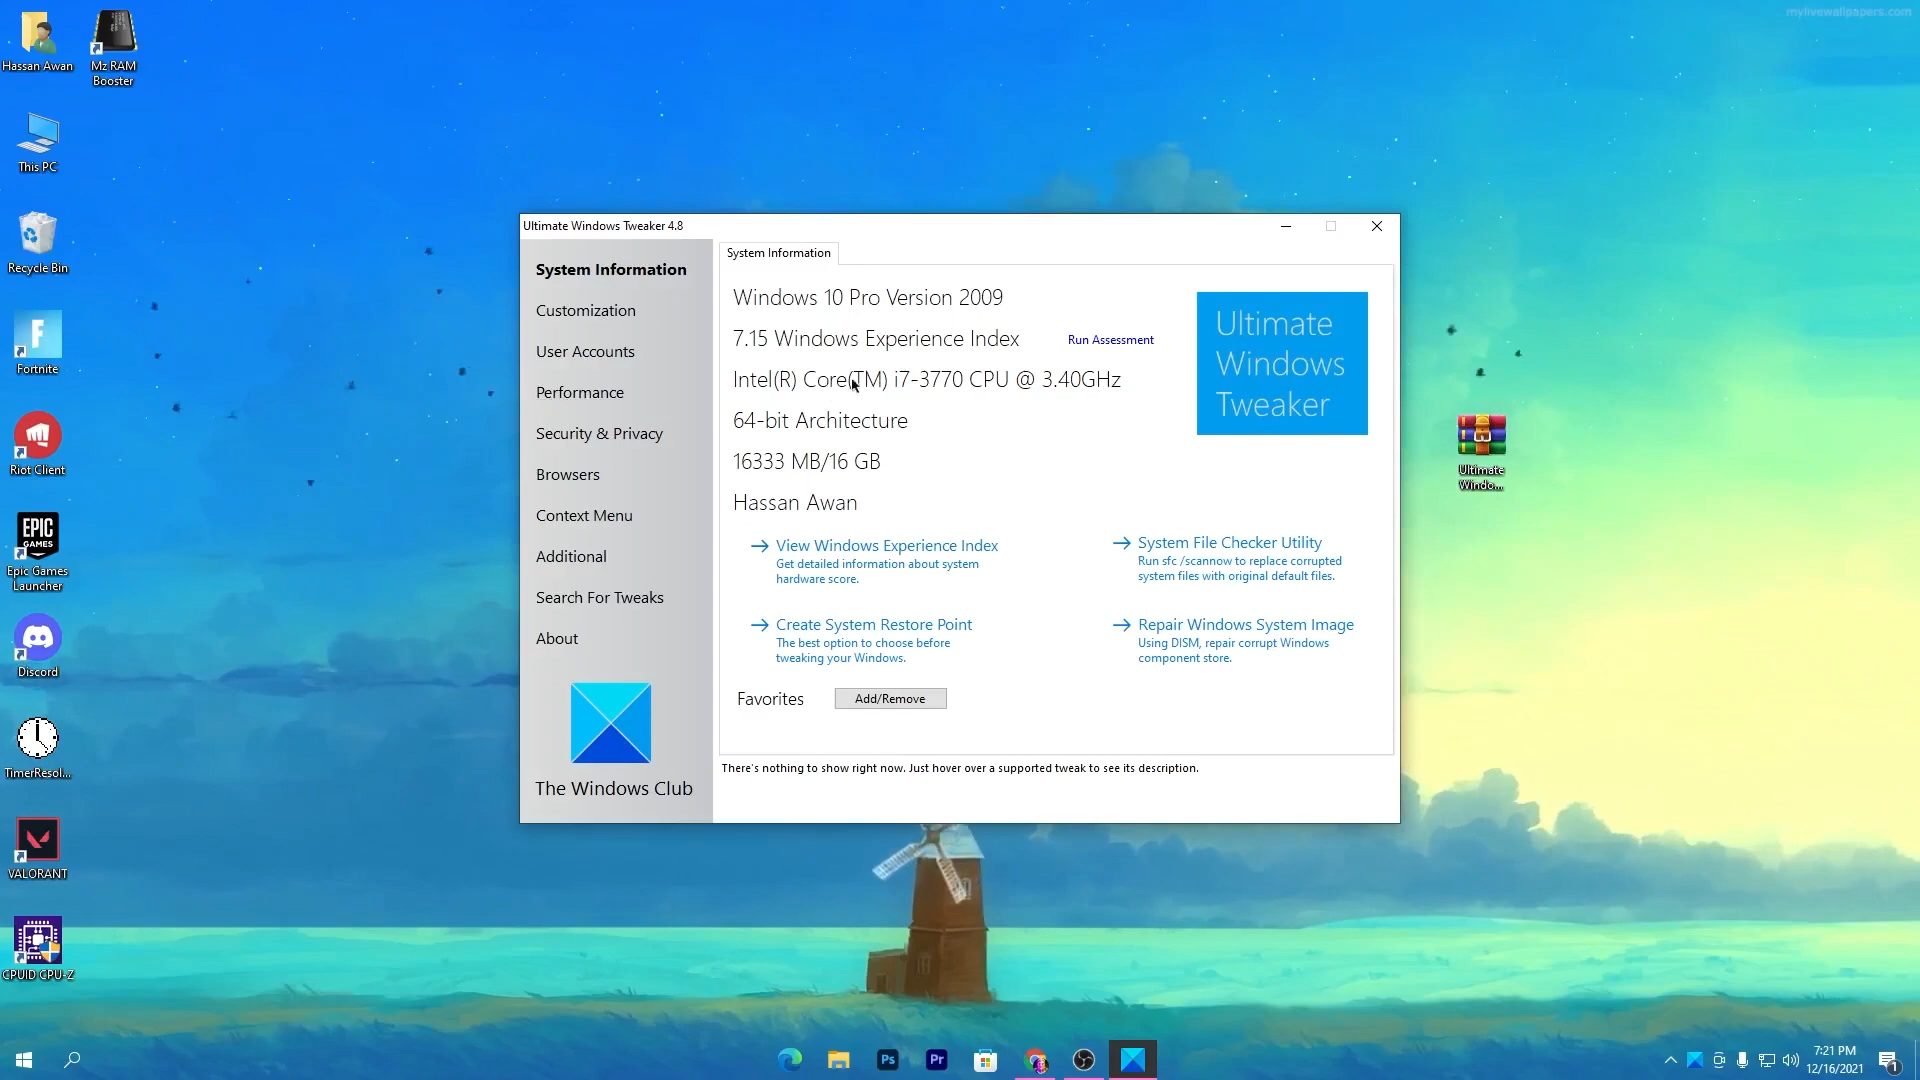 mylivewallpapers.com
Hassan Awan
Mz RAM
Booster
This PC
Recycle Bin
Fortnite
Riot Client
EPIC
GAMES
Epic Games
Launcher
Discord
TimerResol...
VALORANT
CPUID CPU-Z
Ultimate
Windo...
Ultimate Windows Tweaker 4.8
System Information
Customization
User Accounts
Performance
Security & Privacy
Browsers
Context Menu
Additional
Search For Tweaks
About
The Windows Club
System Information
Windows 10 Pro Version 2009
7.15 Windows Experience Index
Run Assessment
Intel(R) Core(TM) i7-3770 CPU @ 3.40GHz
64-bit Architecture
16333 MB/16 GB
Hassan Awan
Ultimate
Windows
Tweaker
View Windows Experience Index
Get detailed information about system
hardware score.
System File Checker Utility
Run sfc /scannow to replace corrupted
system files with original default files.
Create System Restore Point
The best option to choose before
tweaking your Windows.
Repair Windows System Image
Using DISM, repair corrupt Windows
component store.
Favorites
Add/Remove
There's nothing to show right now. Just hover over a supported tweak to see its description.
Ps
Pr
7:21 PM
12/16/2021
1